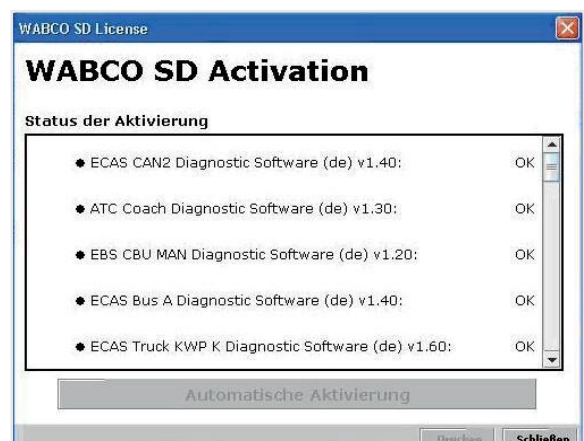 WABCO SD License
WABCO SD Activation
Status der Aktivierung
ECAS CAN2 Diagnostic Software (de) v1.40: OK
ATC Coach Diagnostic Software (de) v1.30: OK
EBS CBU MAN Diagnostic Software (de) v1.20: OK
ECAS Bus A Diagnostic Software (de) v1.40: OK
ECAS Truck KWP K Diagnostic Software (de) v1.60: OK
Automatische Aktivierung
Drucken Schließen